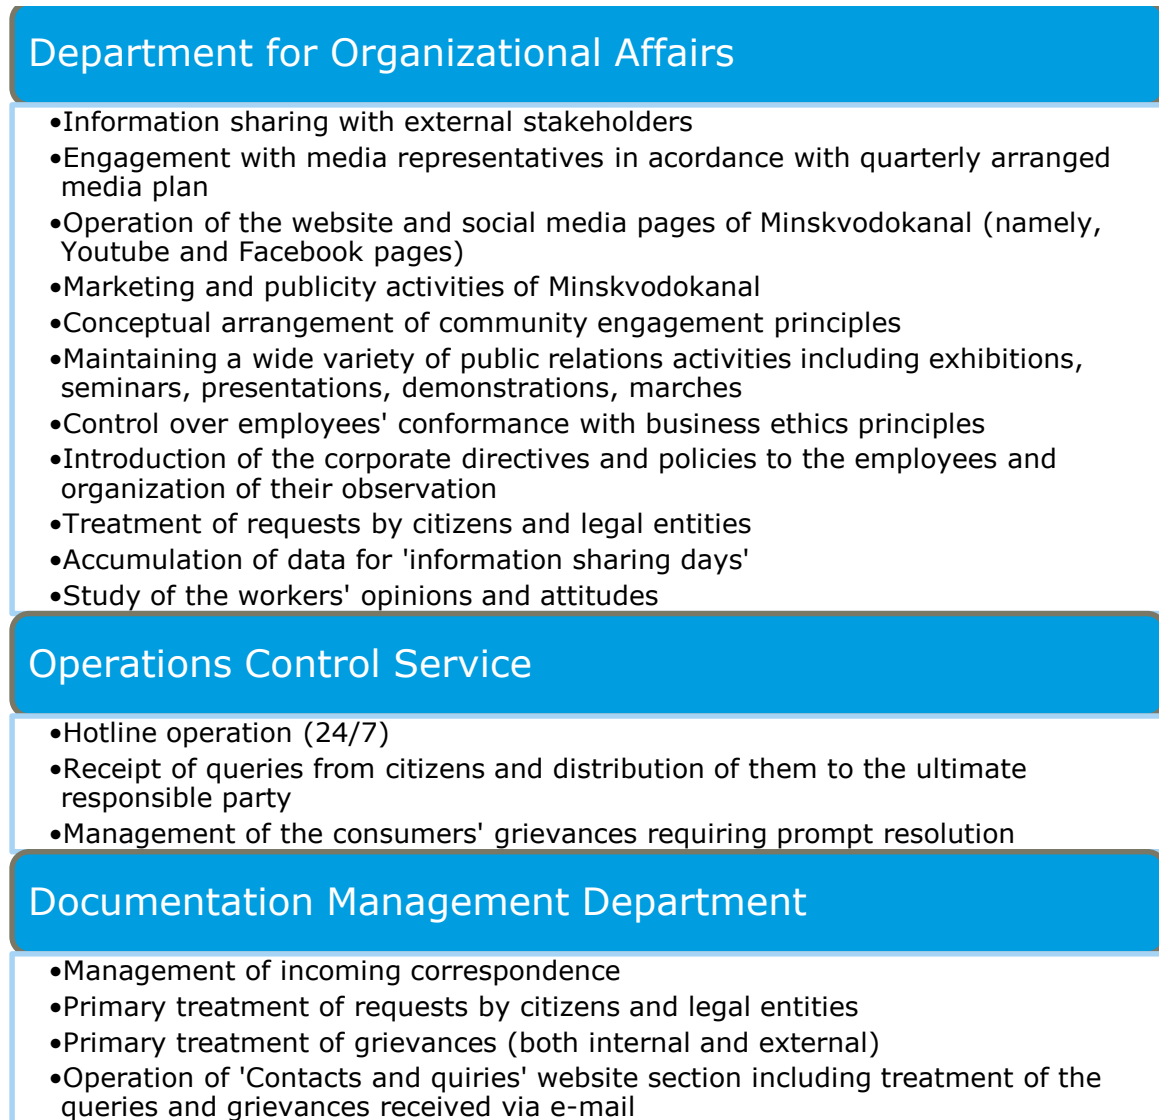 Department for Organizational Affairs
•Information sharing with external stakeholders
•Engagement with media representatives in acordance with quarterly arranged
media plan
•Operation of the website and social media pages of Minskvodokanal (namely,
Youtube and Facebook pages)
•Marketing and publicity activities of Minskvodokanal
•Conceptual arrangement of community engagement principles
•Maintaining a wide variety of public relations activities including exhibitions,
seminars, presentations, demonstrations, marches
•Control over employees' conformance with business ethics principles
•Introduction of the corporate directives and policies to the employees and
organization of their observation
•Treatment of requests by citizens and legal entities
•Accumulation of data for 'information sharing days'
•Study of the workers' opinions and attitudes
Operations Control Service
•Hotline operation (24/7)
•Receipt of queries from citizens and distribution of them to the ultimate
responsible party
•Management of the consumers' grievances requiring prompt resolution
Documentation Management Department
•Management of incoming correspondence
•Primary treatment of requests by citizens and legal entities
•Primary treatment of grievances (both internal and external)
•Operation of 'Contacts and quiries' website section including treatment of the
queries and grievances received via e-mail